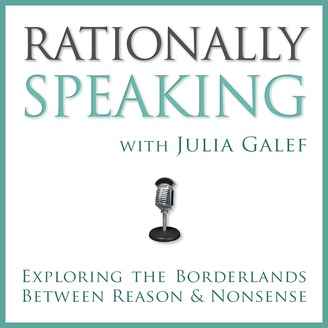 RATIONALLY
SPEAKING
WITH JULIA GALEF
EXPLORING THE BORDERLANDS
BETWEEN REASON & NONSENSE